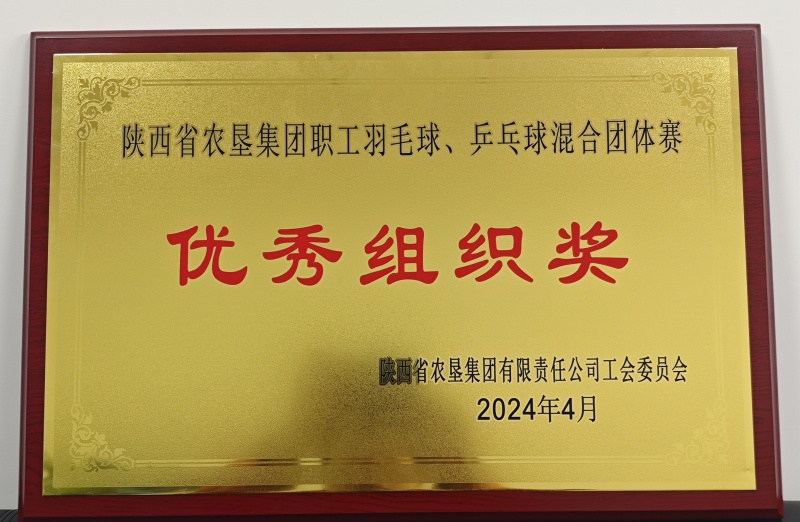 陕西省农垦集团职工羽毛球、乒乓球混合团体赛
优秀组织奖
陕西省农垦集团有限责任公司工会委员会
2024年4月